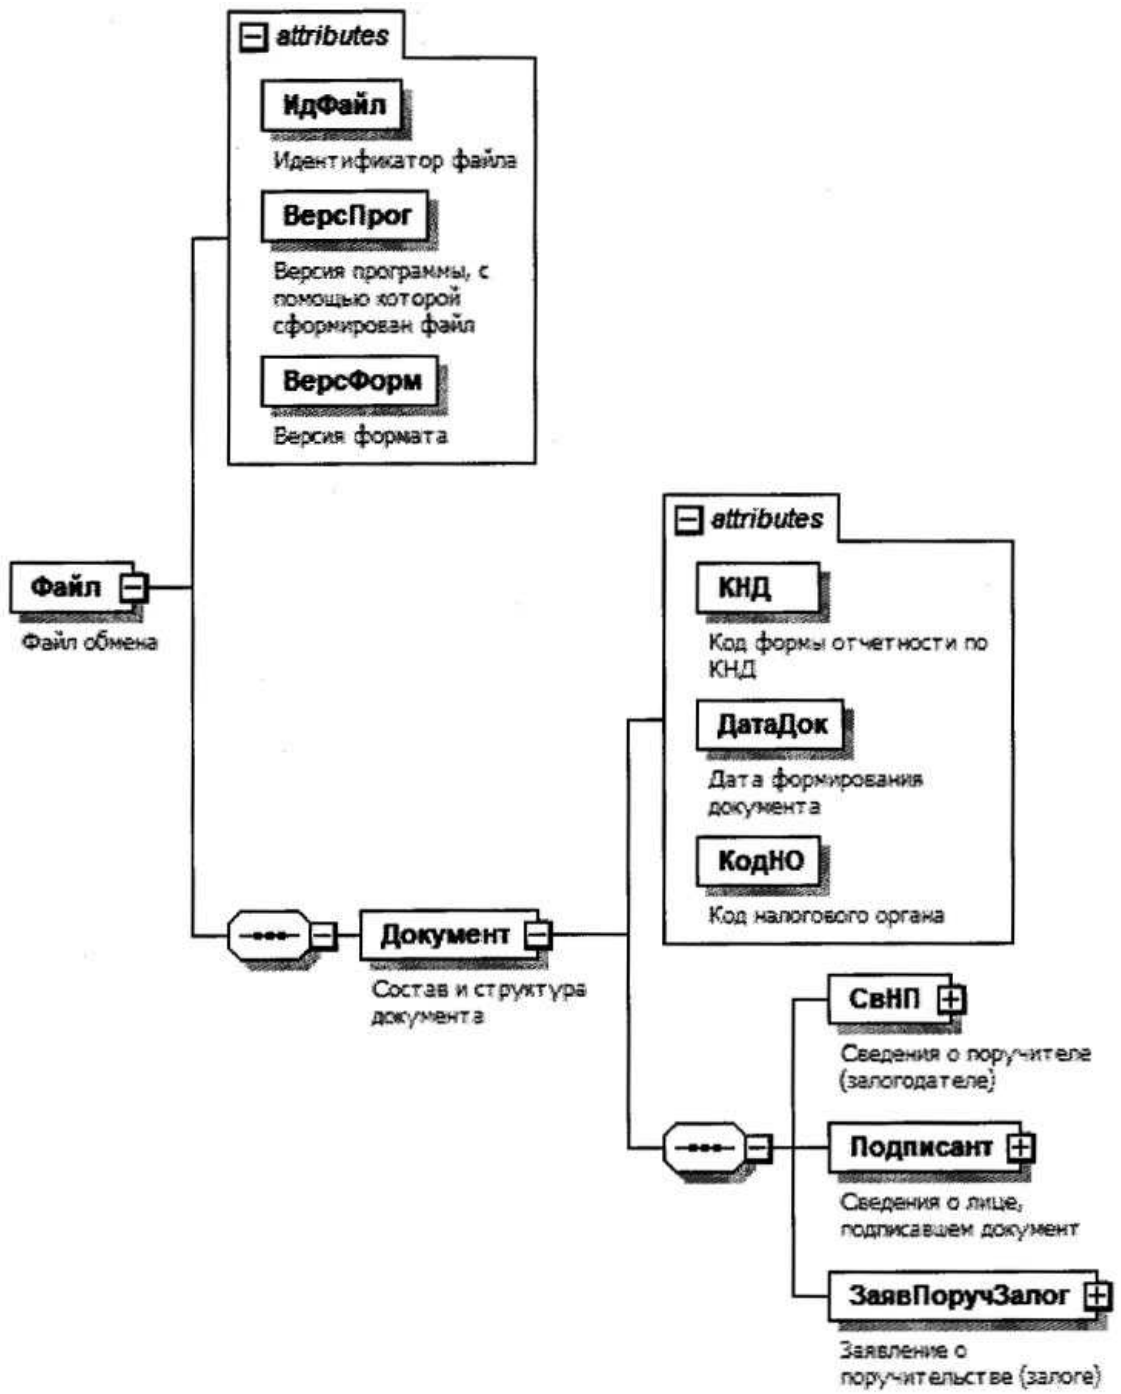 attributes
ИдФайл
Идентификатор файла
ВерсПрог
Версия программы, с
помощью которой
сформирован файл
ВерсФорм
Версия формата
Файл
Файл обмена
attributes
КНД
Код формы отчетности по
КНД
ДатаДок
Дата формирования
документа
КодНО
Код налогового органа
Документ
Состав и структура
документа
СвНП
Сведения о поручителе
(залогодателе)
Подписант
Сведения о лице,
подписавшем документ
ЗаявПоручЗалог
Заявление о
поручительстве (залоге)